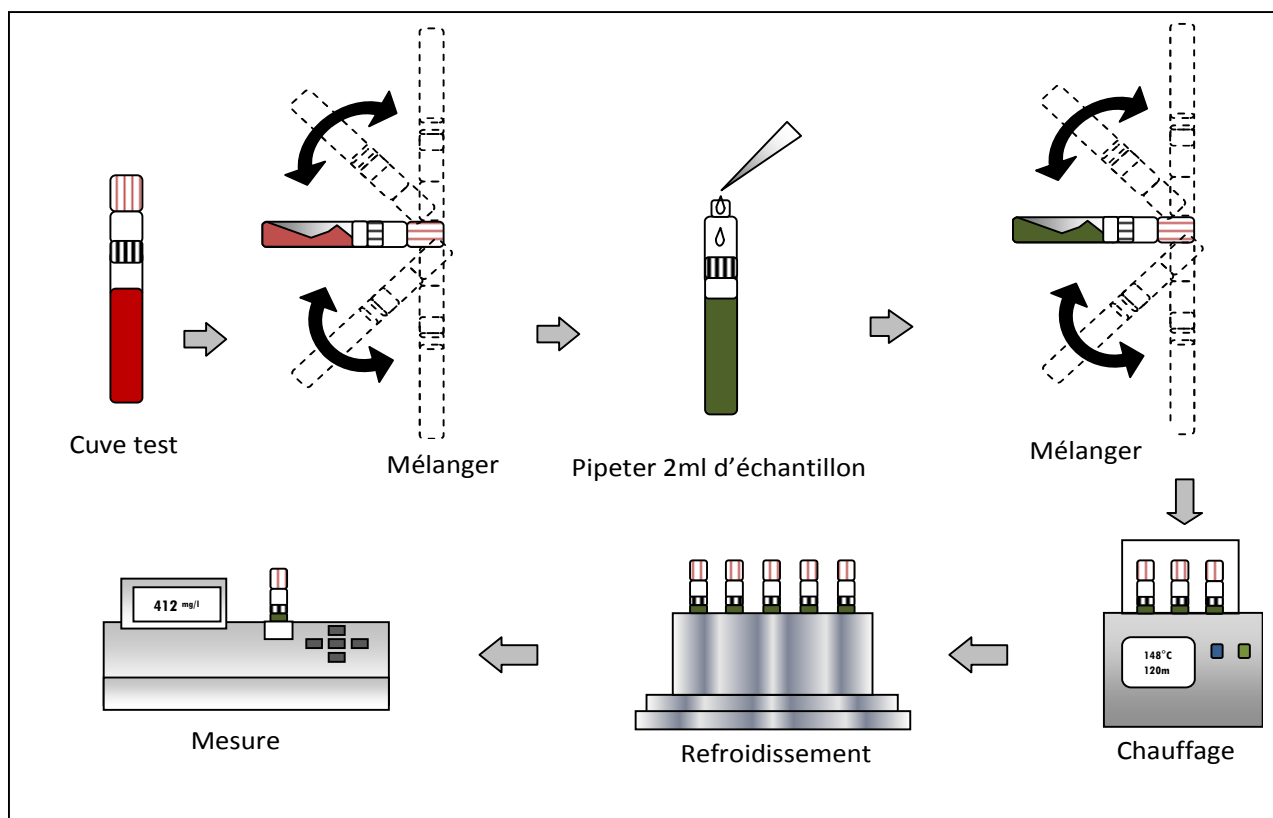 Cuve test
Mélanger
Pipeter 2ml d’échantillon
Mélanger
148°C
120m
Chauffage
Refroidissement
412 mg/l
Mesure